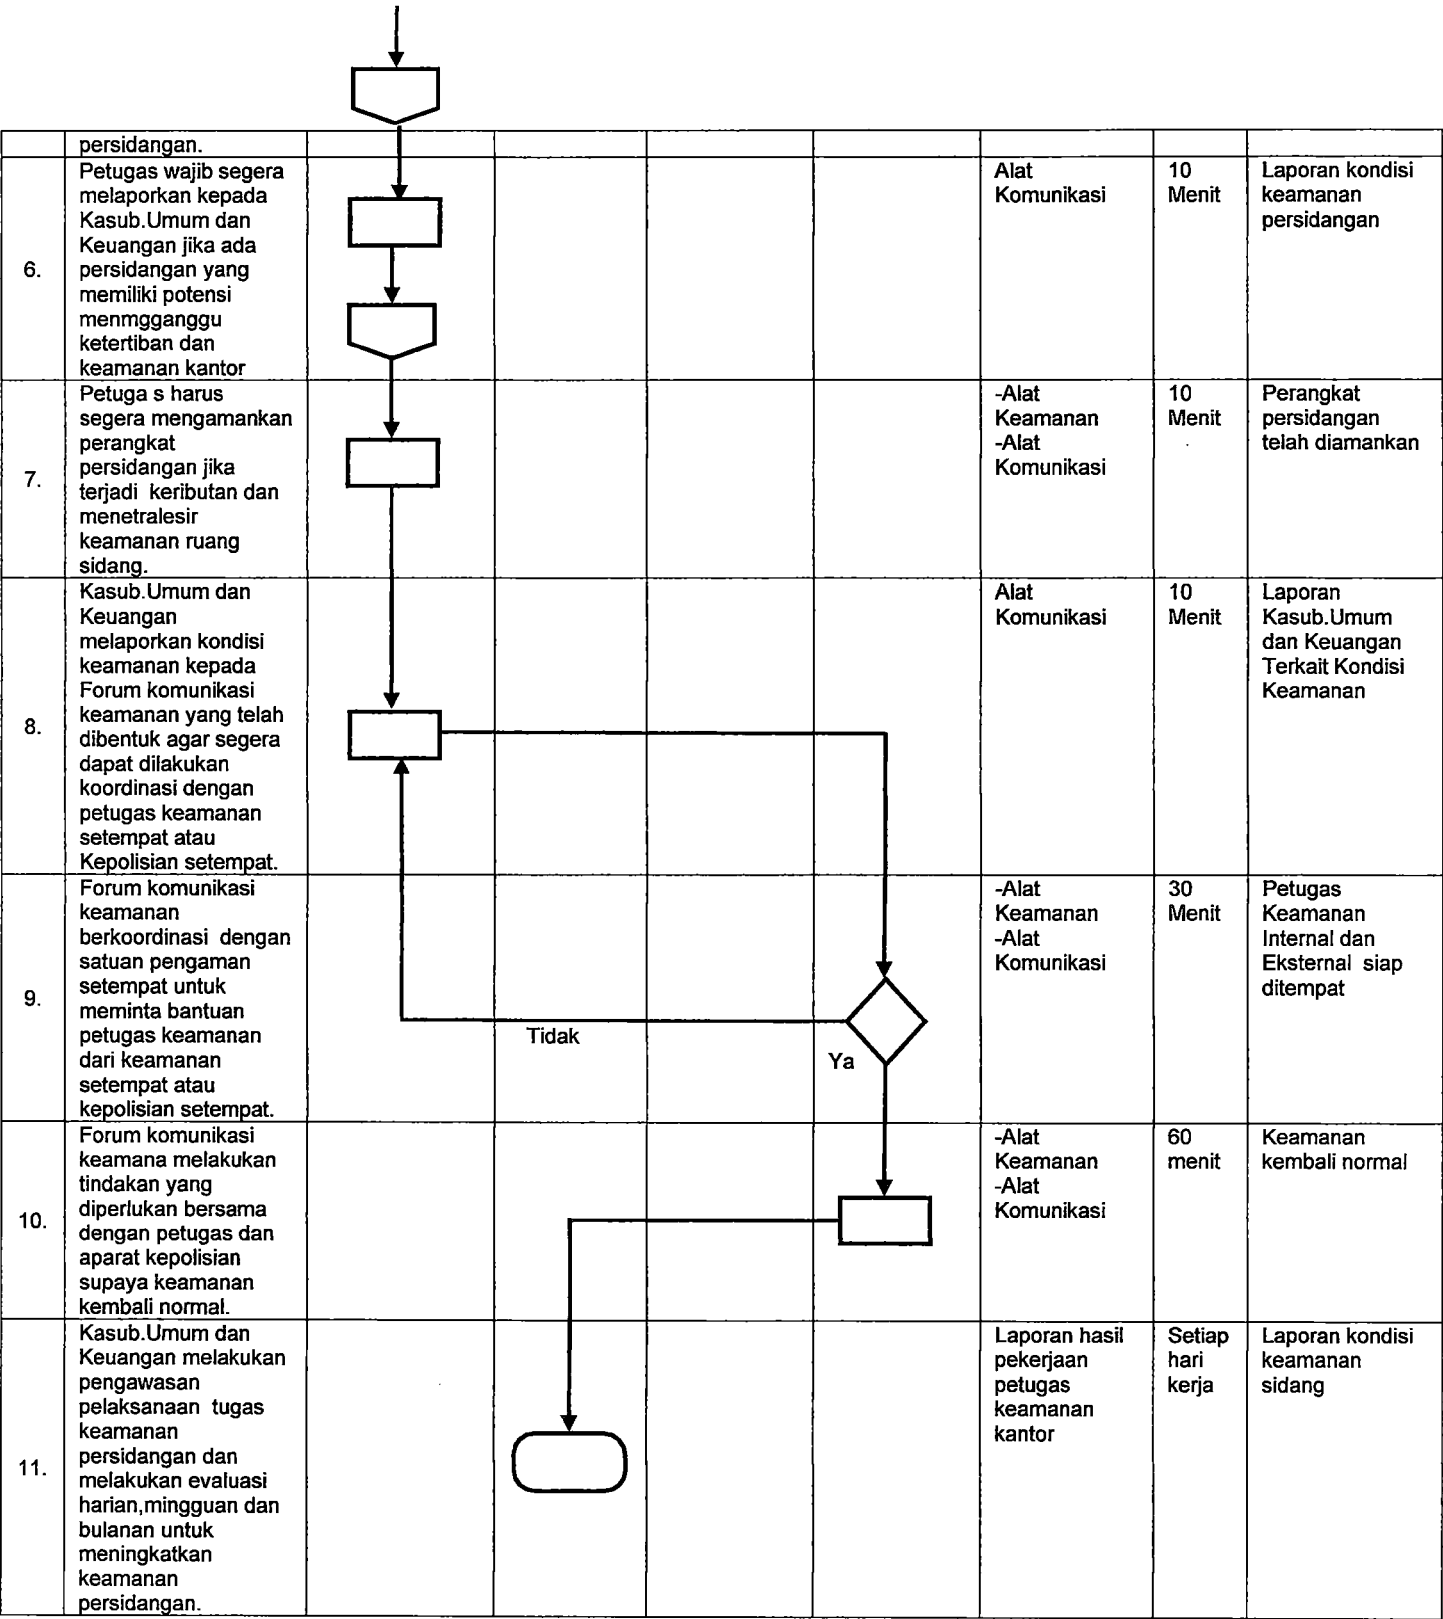 persidangan.
6.
Petugas wajib segera
melaporkan kepada
Kasub.Umum dan
Keuangan jika ada
persidangan yang
memiliki potensi
menmgganggu
ketertiban dan
keamanan kantor
Alat
Komunikasi
10
Menit
Laporan kondisi
keamanan
persidangan
7.
Petuga s harus
segera mengamankan
perangkat
persidangan jika
terjadi keributan dan
menetralesir
keamanan ruang
sidang.
-Alat
Keamanan
-Alat
Komunikasi
10
Menit
Perangkat
persidangan
telah diamankan
8.
Kasub.Umum dan
Keuangan
melaporkan kondisi
keamanan kepada
Forum komunikasi
keamanan yang telah
dibentuk agar segera
dapat dilakukan
koordinasi dengan
petugas keamanan
setempat atau
Kepolisian setempat.
Alat
Komunikasi
10
Menit
Laporan
Kasub.Umum
dan Keuangan
Terkait Kondisi
Keamanan
9.
Forum komunikasi
keamanan
berkoordinasi dengan
satuan pengaman
setempat untuk
meminta bantuan
petugas keamanan
dari keamanan
setempat atau
kepolisian setempat.
Tidak
Ya
-Alat
Keamanan
-Alat
Komunikasi
30
Menit
Petugas
Keamanan
Internal dan
Eksternal siap
ditempat
10.
Forum komunikasi
keamana melakukan
tindakan yang
diperlukan bersama
dengan petugas dan
aparat kepolisian
supaya keamanan
kembali normal.
-Alat
Keamanan
-Alat
Komunikasi
60
menit
Keamanan
kembali normal
11.
Kasub.Umum dan
Keuangan melakukan
pengawasan
pelaksanaan tugas
keamanan
persidangan dan
melakukan evaluasi
harian,mingguan dan
bulanan untuk
meningkatkan
keamanan
persidangan.
Laporan hasil
pekerjaan
petugas
keamanan
kantor
Setiap
hari
kerja
Laporan kondisi
keamanan
sidang